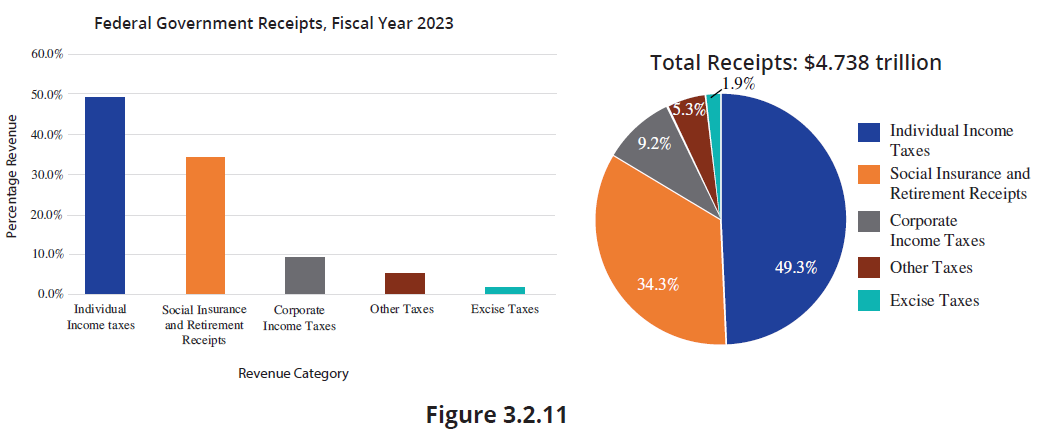 Federal Government Receipts, Fiscal Year 2023
Percentage Revenue
60.0%
50.0%
40.0%
30.0%
20.0%
10.0%
0.0%
Individual
Income taxes
Social Insurance
and Retirement
Receipts
Corporate
Income Taxes
Other Taxes
Excise Taxes
Revenue Category
Total Receipts: $4.738 trillion
1.9%
5.3%
9.2%
34.3%
49.3%
Individual Income
Taxes
Social Insurance and
Retirement Receipts
Corporate
Income Taxes
Other Taxes
Excise Taxes
Figure 3.2.11